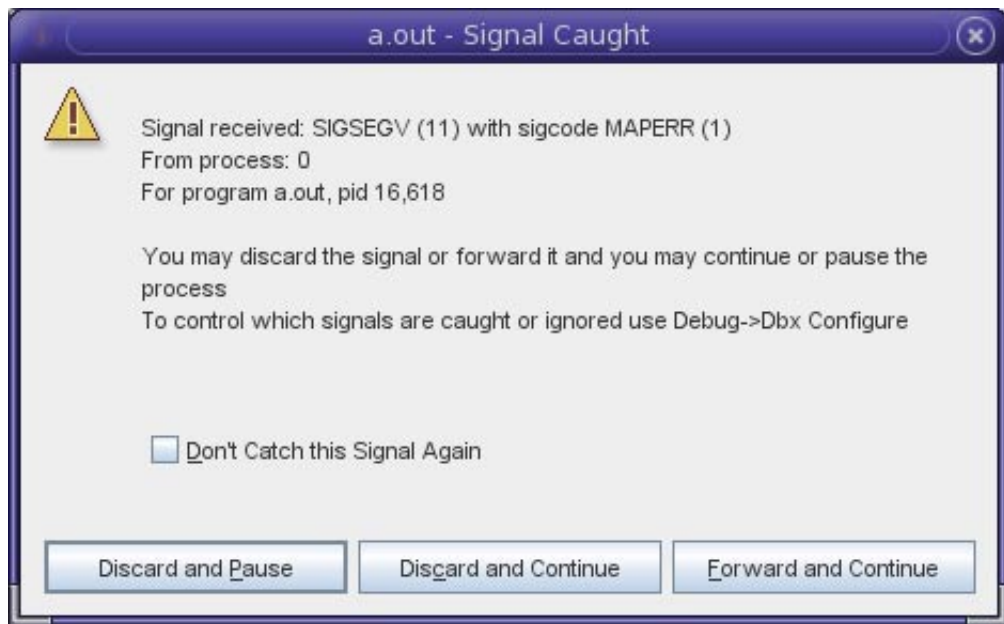 a.out - Signal Caught
Signal received: SIGSEGV (11) with sigcode MAPERR (1)
From process: 0
For program a.out, pid 16,618
You may discard the signal or forward it and you may continue or pause the
process
To control which signals are caught or ignored use Debug->Dbx Configure
Don't Catch this Signal Again
Discard and Pause
Discard and Continue
Forward and Continue